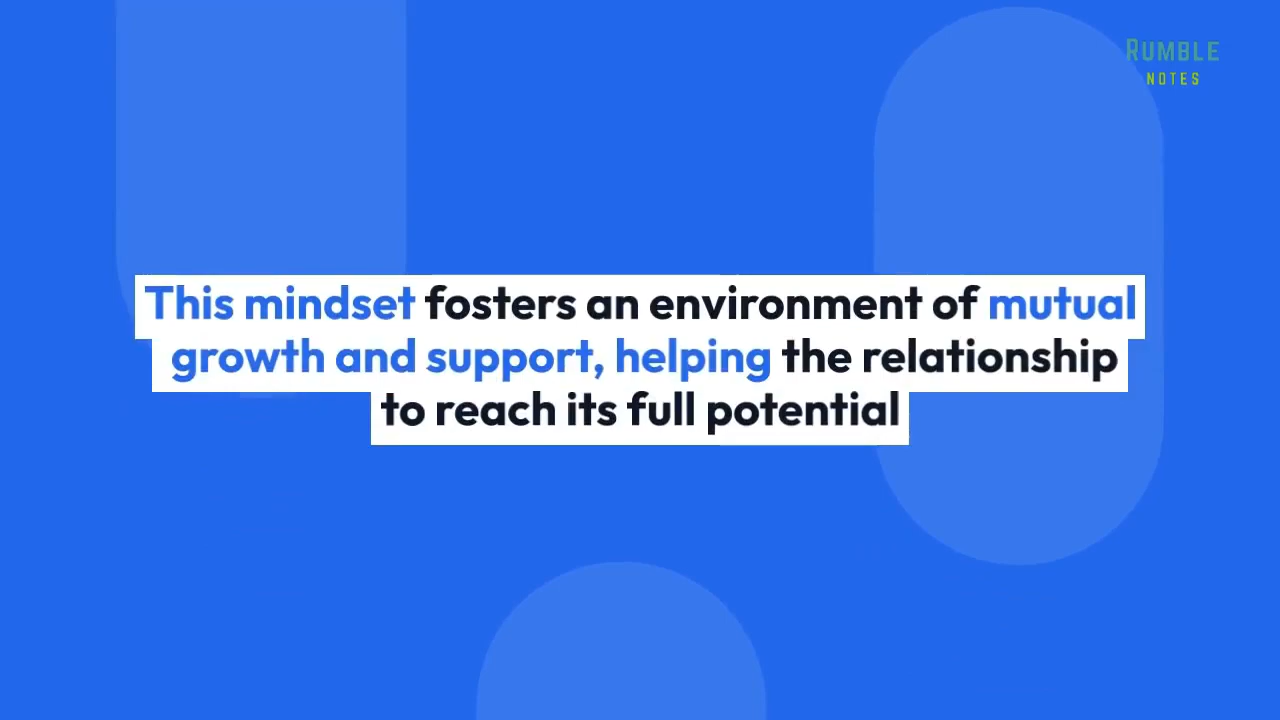 RUMBLE
NOTES
This mindset fosters an environment of mutual
growth and support, helping the relationship
to reach its full potential